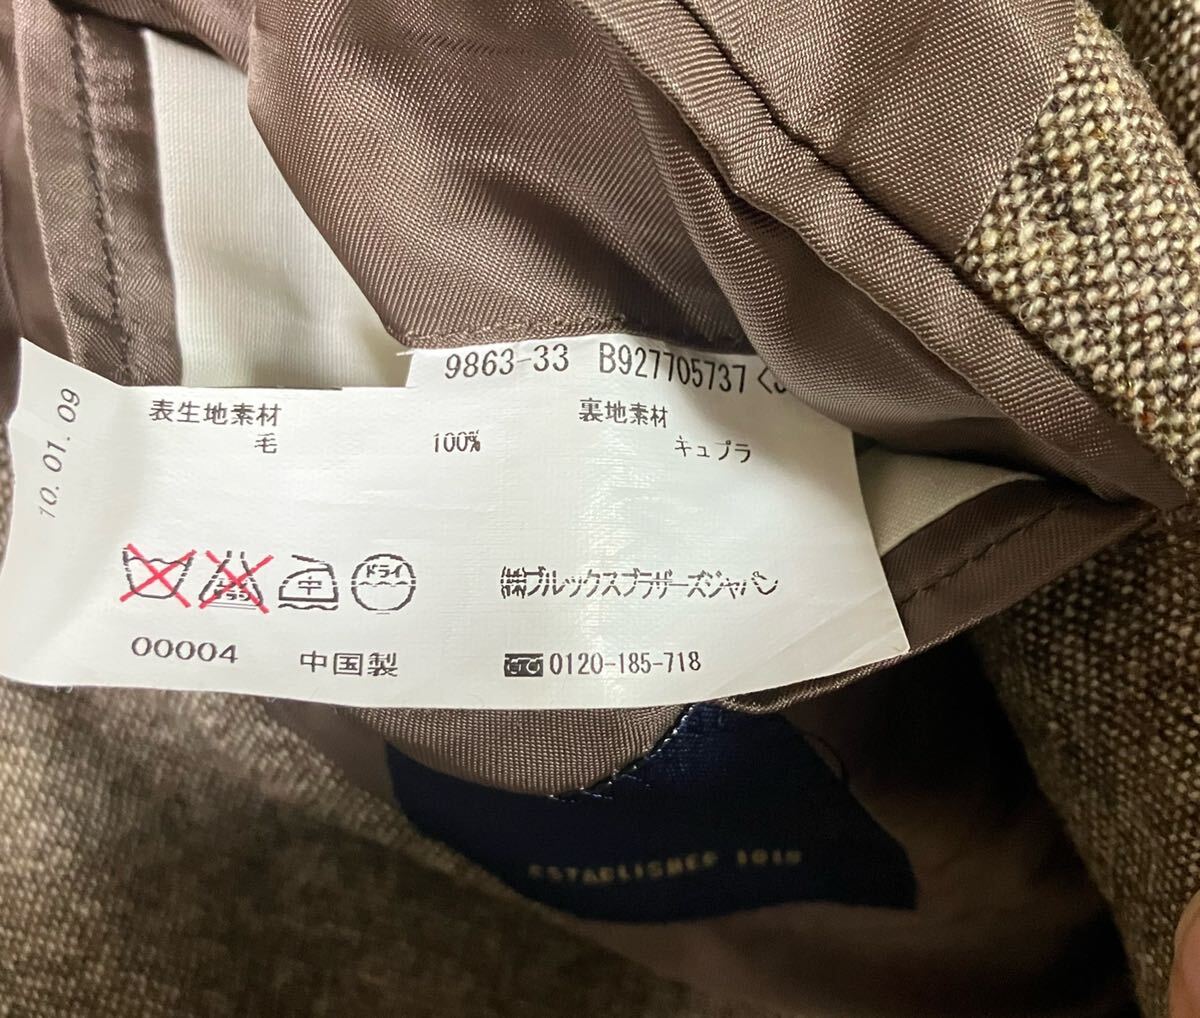 9863-33 B927705737
表生地素材
毛 100%
裏地素材
キュプラ
10.01.09
中
ドライ
㈱ブルックスブラザーズジャパン
00004 中国製
0120-185-718
ESTABLISHED 1818